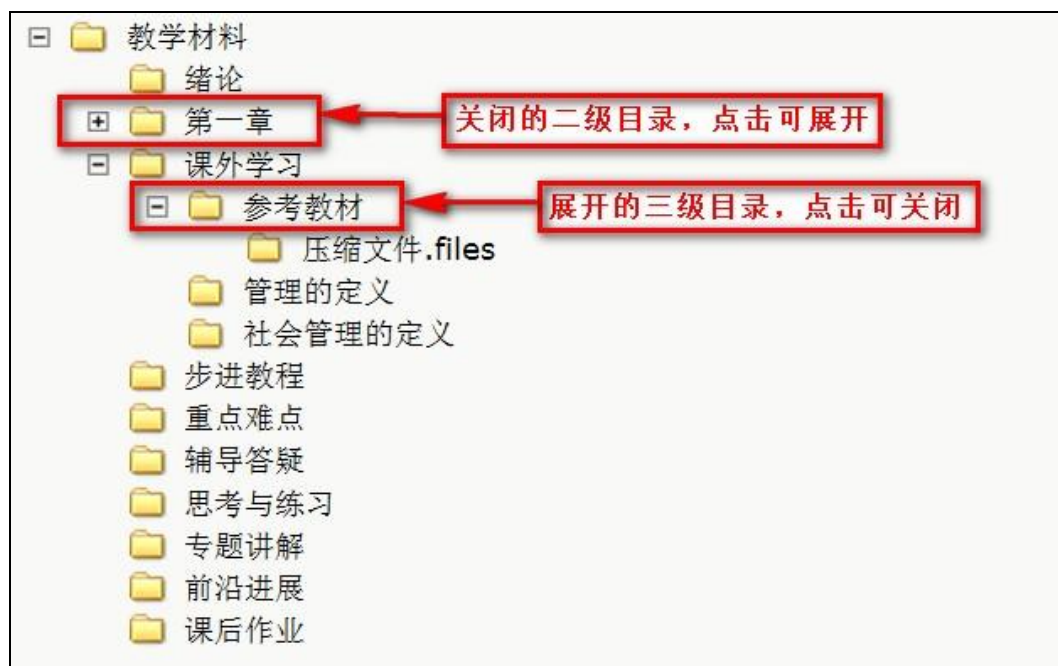 教学材料
绪论
第一章
关闭的二级目录，点击可展开
课外学习
参考教材
展开的三级目录，点击可关闭
压缩文件.files
管理的定义
社会管理的定义
步进教程
重点难点
辅导答疑
思考与练习
专题讲解
前沿进展
课后作业